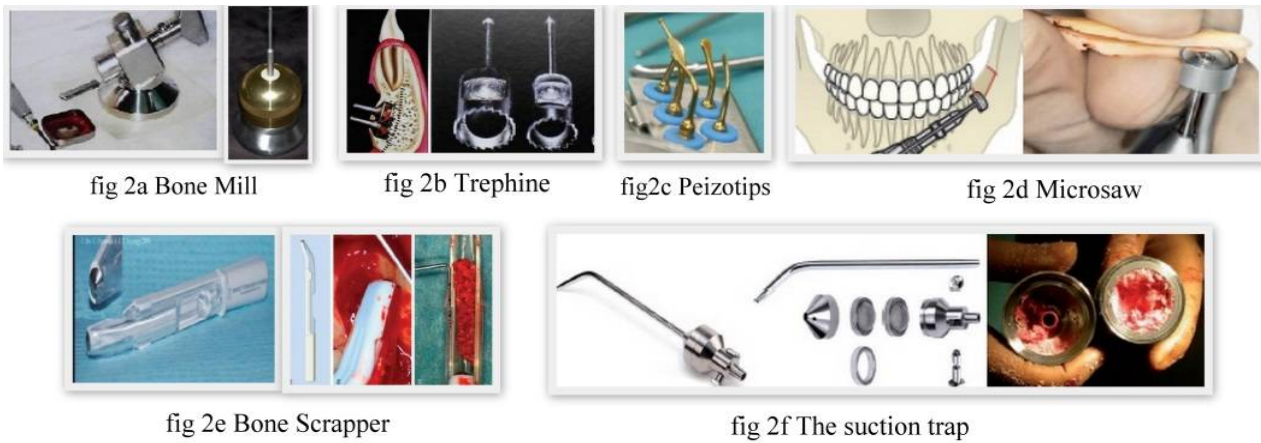 fig 2a Bone Mill
fig 2b Trephine
fig2c Peizotips
fig 2d Microsaw
fig 2e Bone Scrapper
fig 2f The suction trap